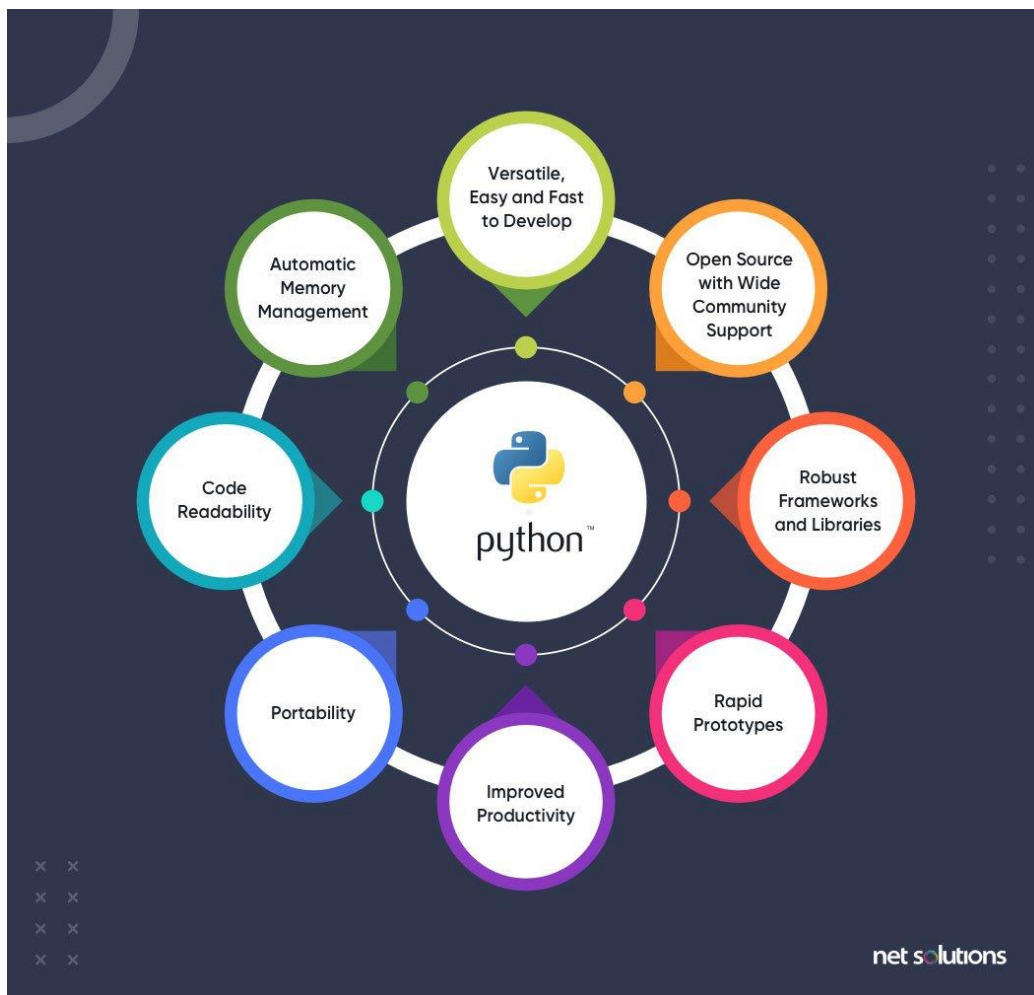 Versatile,
Easy and Fast
to Develop
Open Source
with Wide
Community
Support
Robust
Frameworks
and Libraries
Rapid
Prototypes
Improved
Productivity
Portability
Code
Readability
Automatic
Memory
Management
python™
net solutions